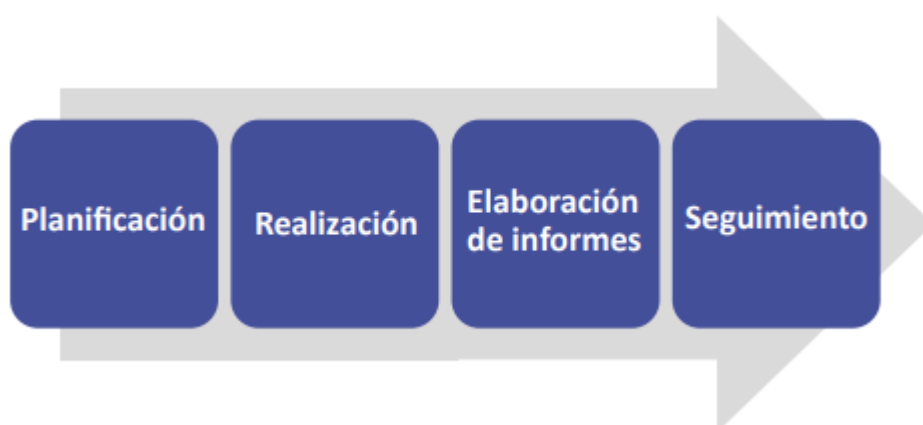 Planificación
Realización
Elaboración
de informes
Seguimiento